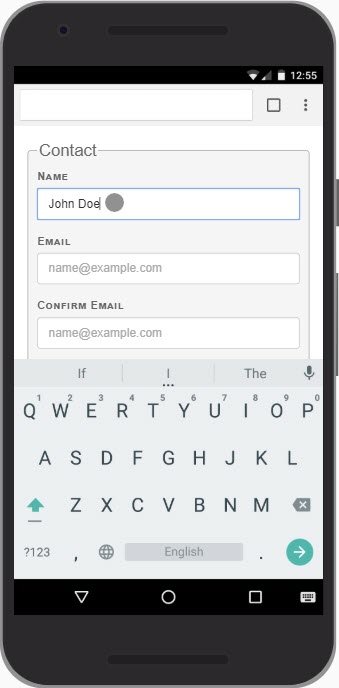 12:55
Contact
NAME
John Doe
EMAIL
name@example.com
CONFIRM EMAIL
name@example.com
If I The
1 2 3 4 5 6 7 8 9 0
Q W E R T Y U I O P
A S D F G H J K L
Z X C V B N M
?123 , English .